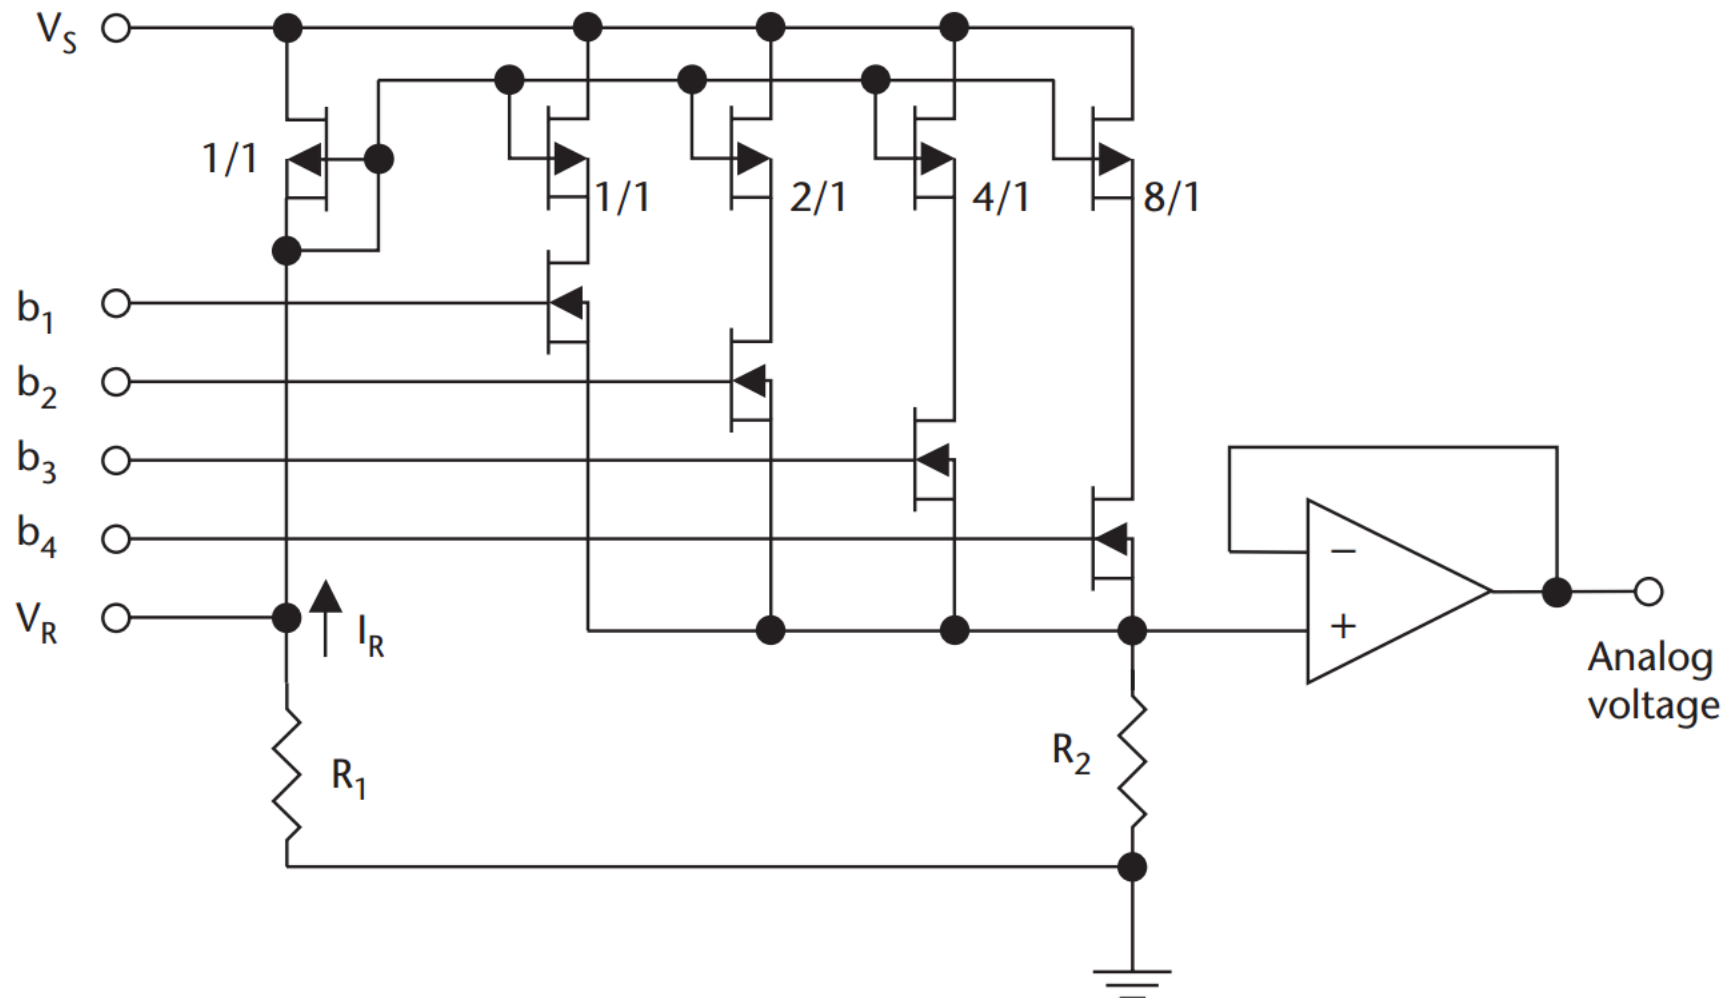 V_S
1/1
1/1
2/1
4/1
8/1
b_1
b_2
b_3
b_4
V_R
I_R
−
+
Analog
voltage
R_1
R_2